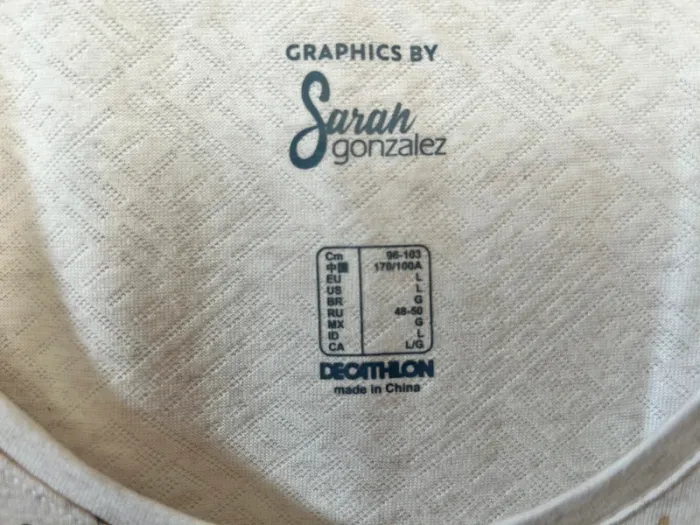 GRAPHICS BY
Sarah
gonzalez
Cm 96-103
中国 170/100A
EU L
US L
BR G
RU 48-50
MX G
ID L
CA L/G
DECATHLON
made in China